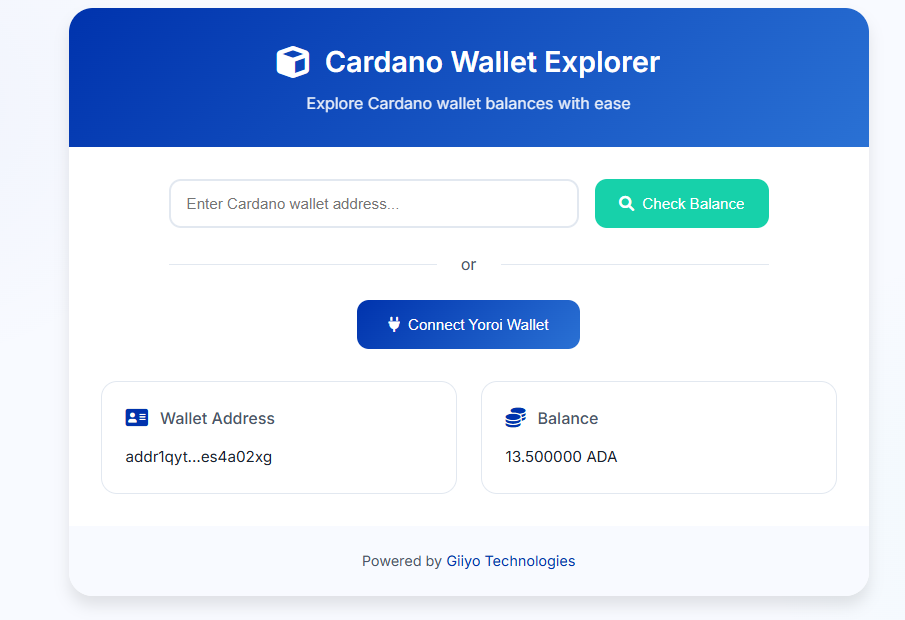 Cardano Wallet Explorer
Explore Cardano wallet balances with ease
Enter Cardano wallet address...
Check Balance
or
Connect Yoroi Wallet
Wallet Address
addr1qyt...es4a02xg
Balance
13.500000 ADA
Powered by Giiyo Technologies